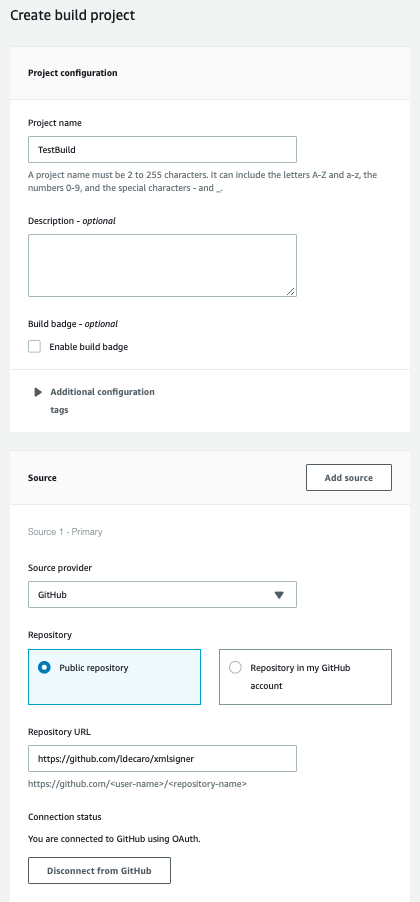 Create build project
Project configuration
Project name
TestBuild
A project name must be 2 to 255 characters. It can include the letters A-Z and a-z, the
numbers 0-9, and the special characters - and _.
Description - optional
Build badge - optional
Enable build badge
Additional configuration
tags
Source
Add source
Source 1 - Primary
Source provider
GitHub
Repository
Public repository
Repository in my GitHub
account
Repository URL
https://github.com/ldecaro/xmlsigner
https://github.com/<user-name>/<repository-name>
Connection status
You are connected to GitHub using OAuth.
Disconnect from GitHub